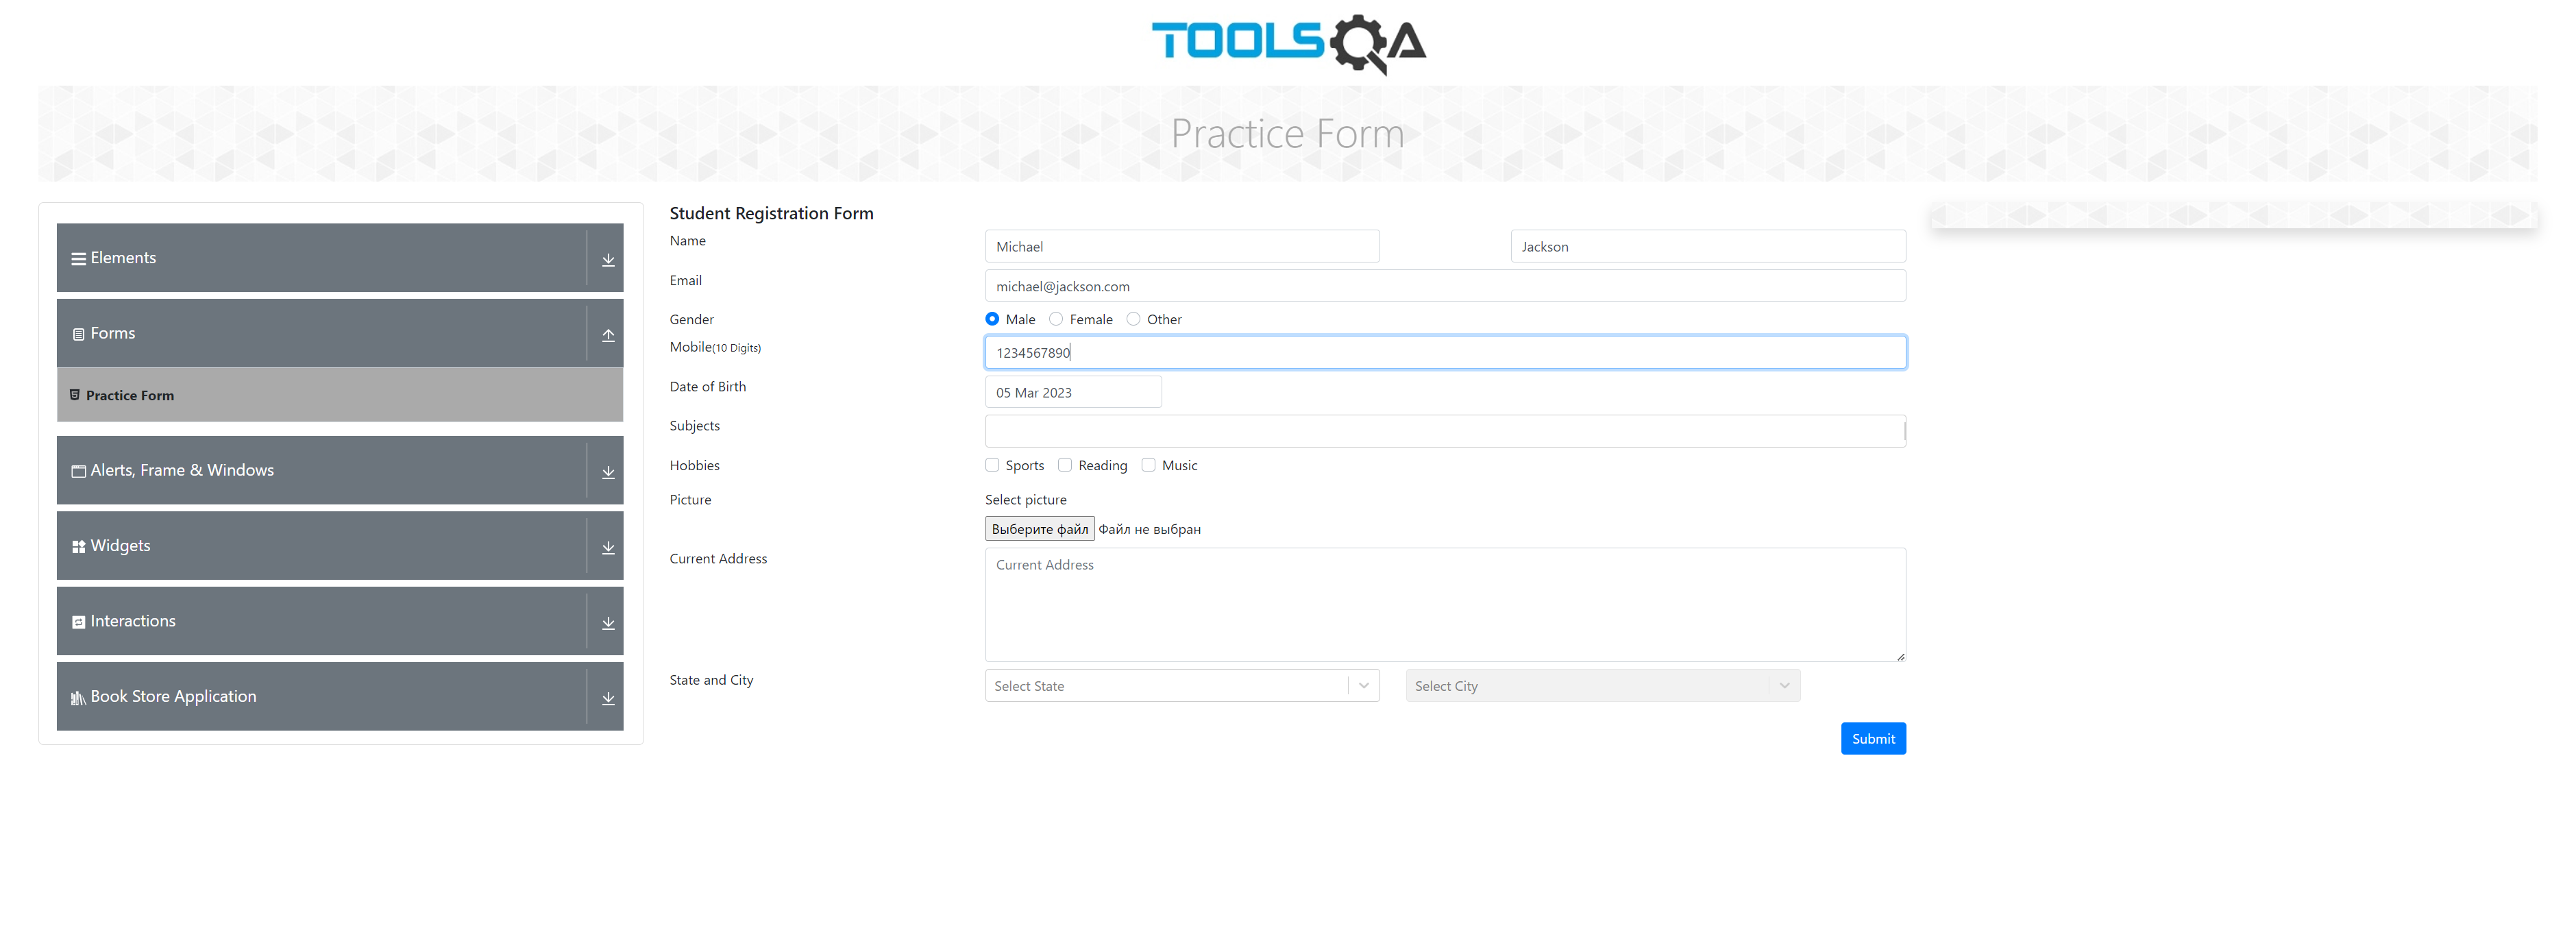 TOOLSQA
Practice Form
Elements
Forms
Practice Form
Alerts, Frame & Windows
Widgets
Interactions
Book Store Application
Student Registration Form
Name Michael Jackson
Email michael@jackson.com
Gender Male Female Other
Mobile(10 Digits) 1234567890
Date of Birth 05 Mar 2023
Subjects
Hobbies Sports Reading Music
Picture Select picture
Выберите файл Файл не выбран
Current Address Current Address
State and City Select State Select City
Submit